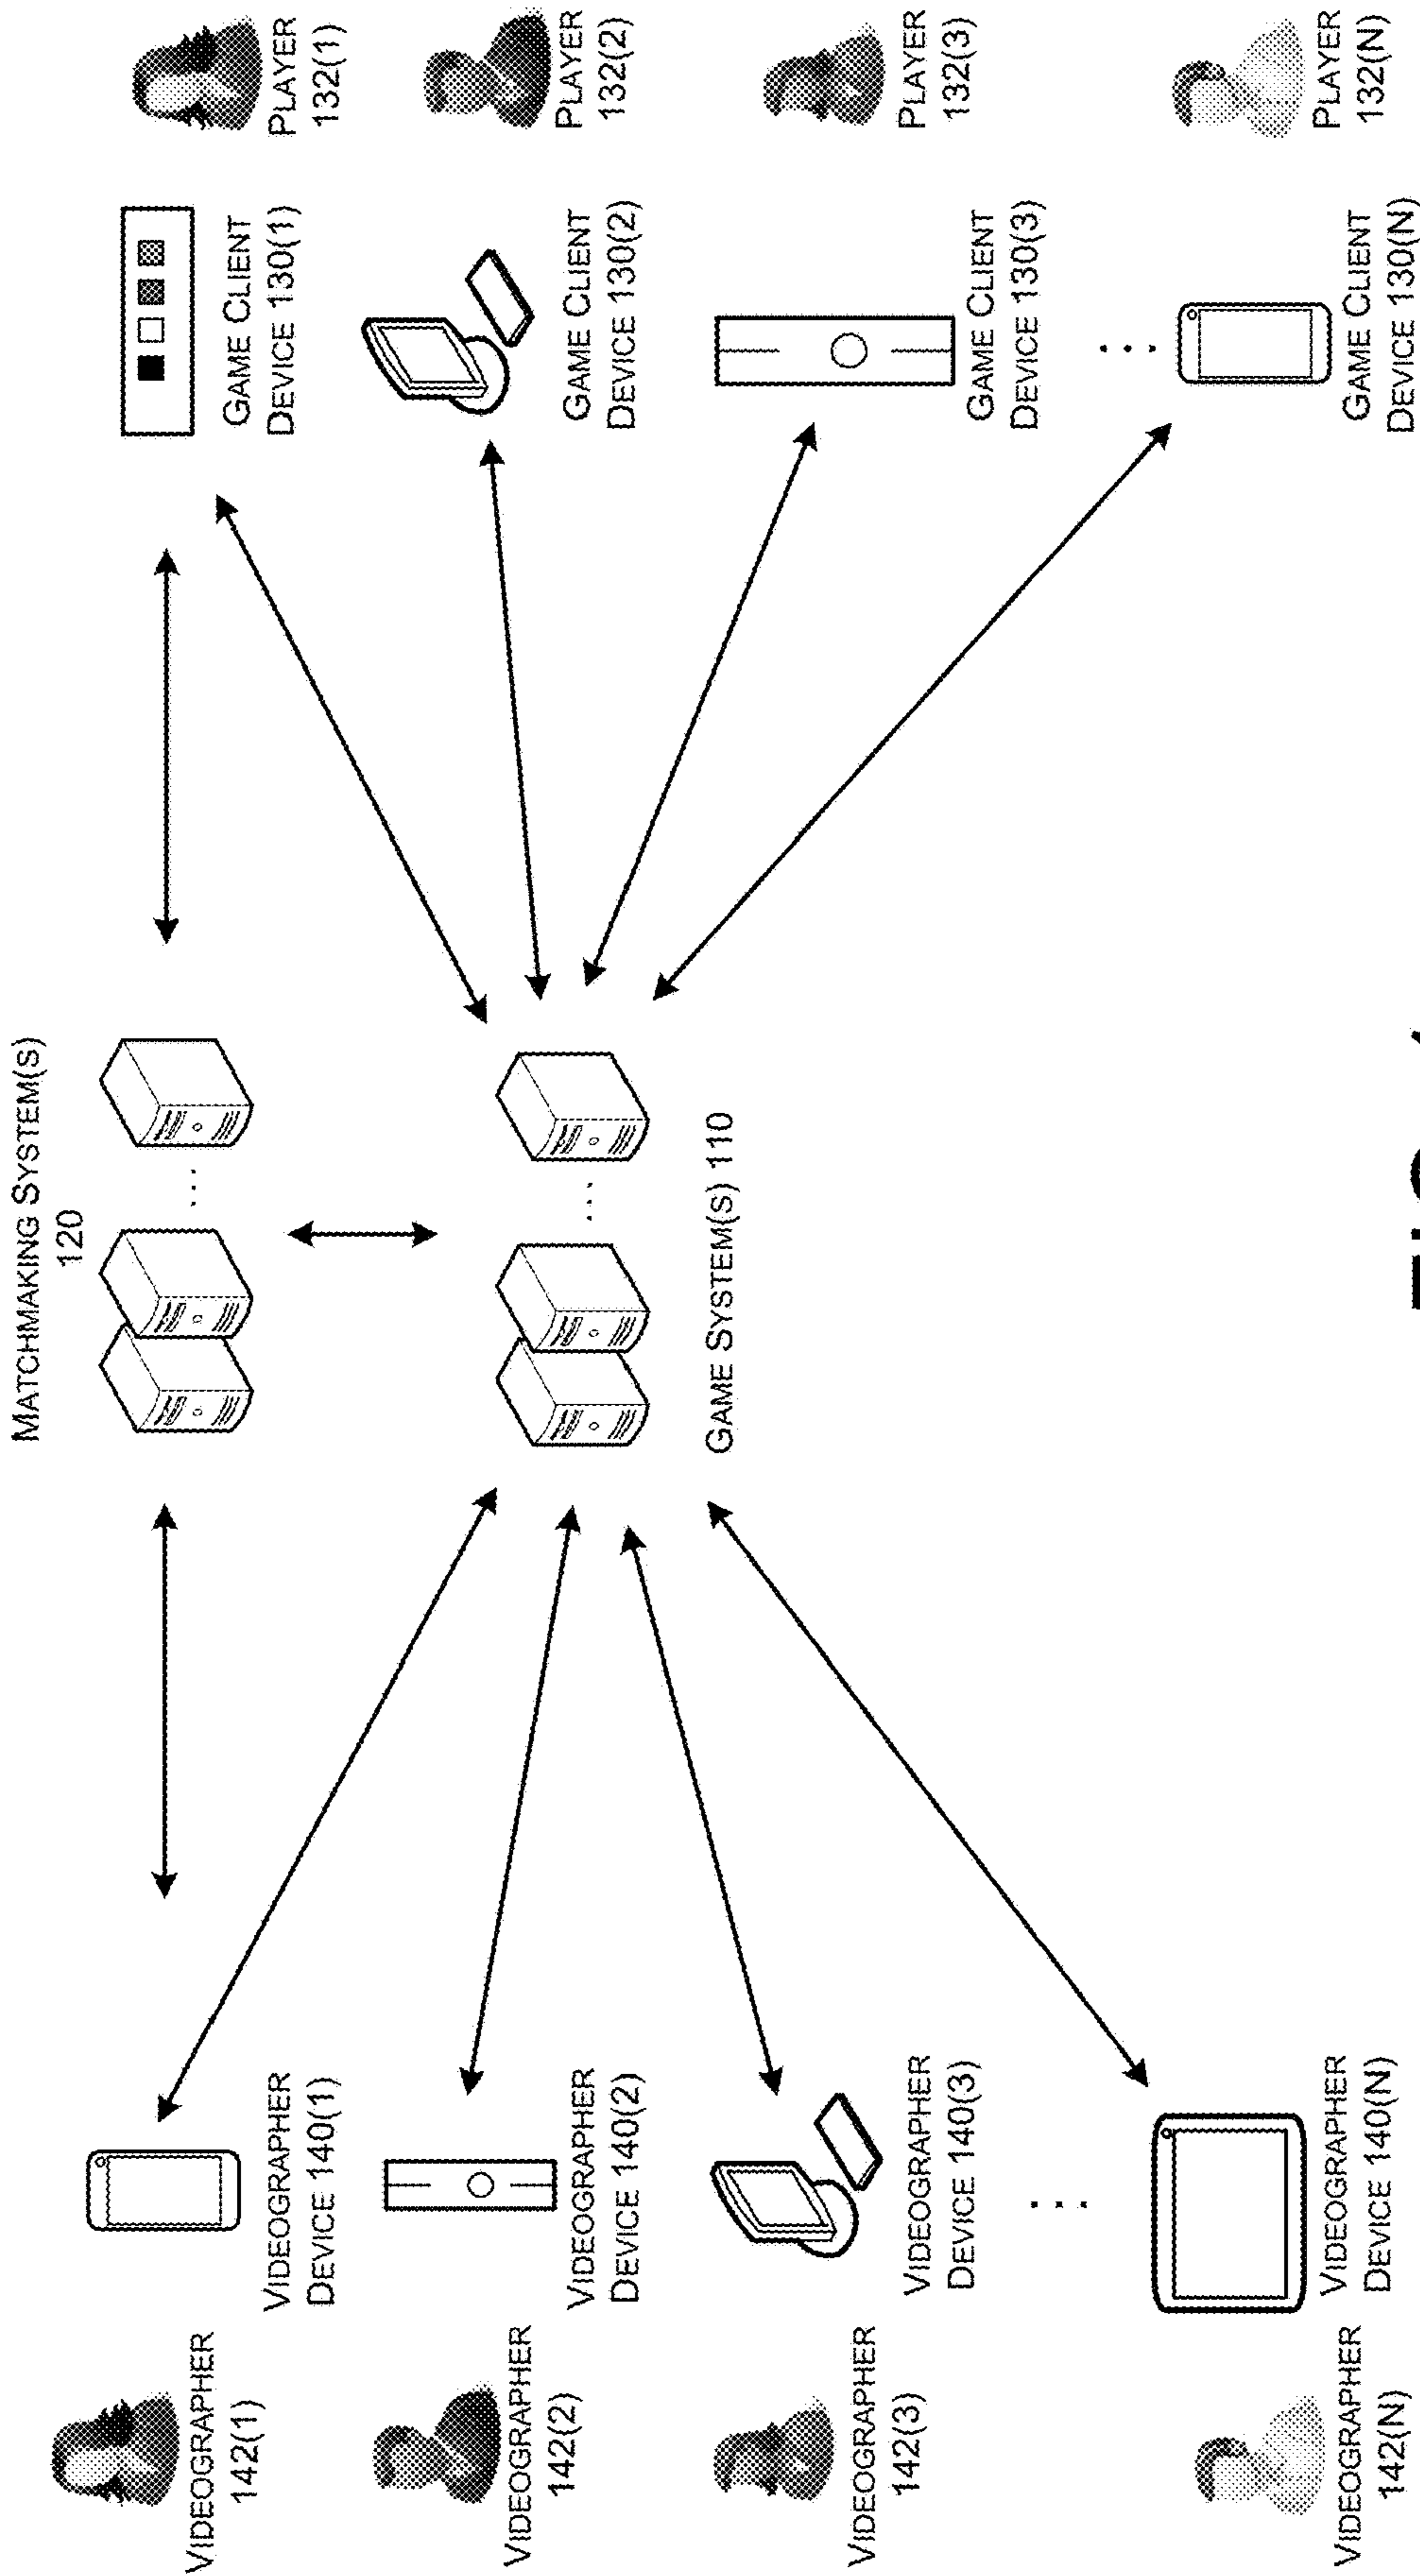 MATCHMAKING SYSTEM(S)
120
GAME SYSTEM(S) 110
VIDEOGRAPHER
142(1)
VIDEOGRAPHER
DEVICE 140(1)
VIDEOGRAPHER
142(2)
VIDEOGRAPHER
DEVICE 140(2)
VIDEOGRAPHER
142(3)
VIDEOGRAPHER
DEVICE 140(3)
VIDEOGRAPHER
142(N)
VIDEOGRAPHER
DEVICE 140(N)
GAME CLIENT
DEVICE 130(1)
PLAYER
132(1)
GAME CLIENT
DEVICE 130(2)
PLAYER
132(2)
GAME CLIENT
DEVICE 130(3)
PLAYER
132(3)
GAME CLIENT
DEVICE 130(N)
PLAYER
132(N)